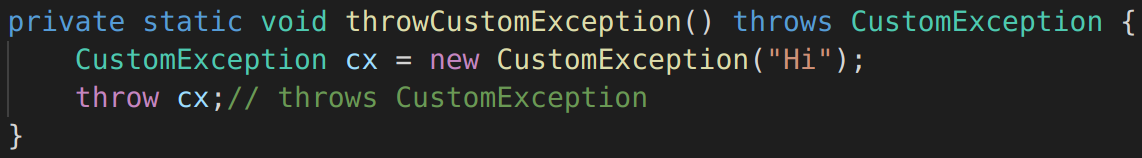 private static void throwCustomException() throws CustomException {
    CustomException cx = new CustomException("Hi");
    throw cx;// throws CustomException
}